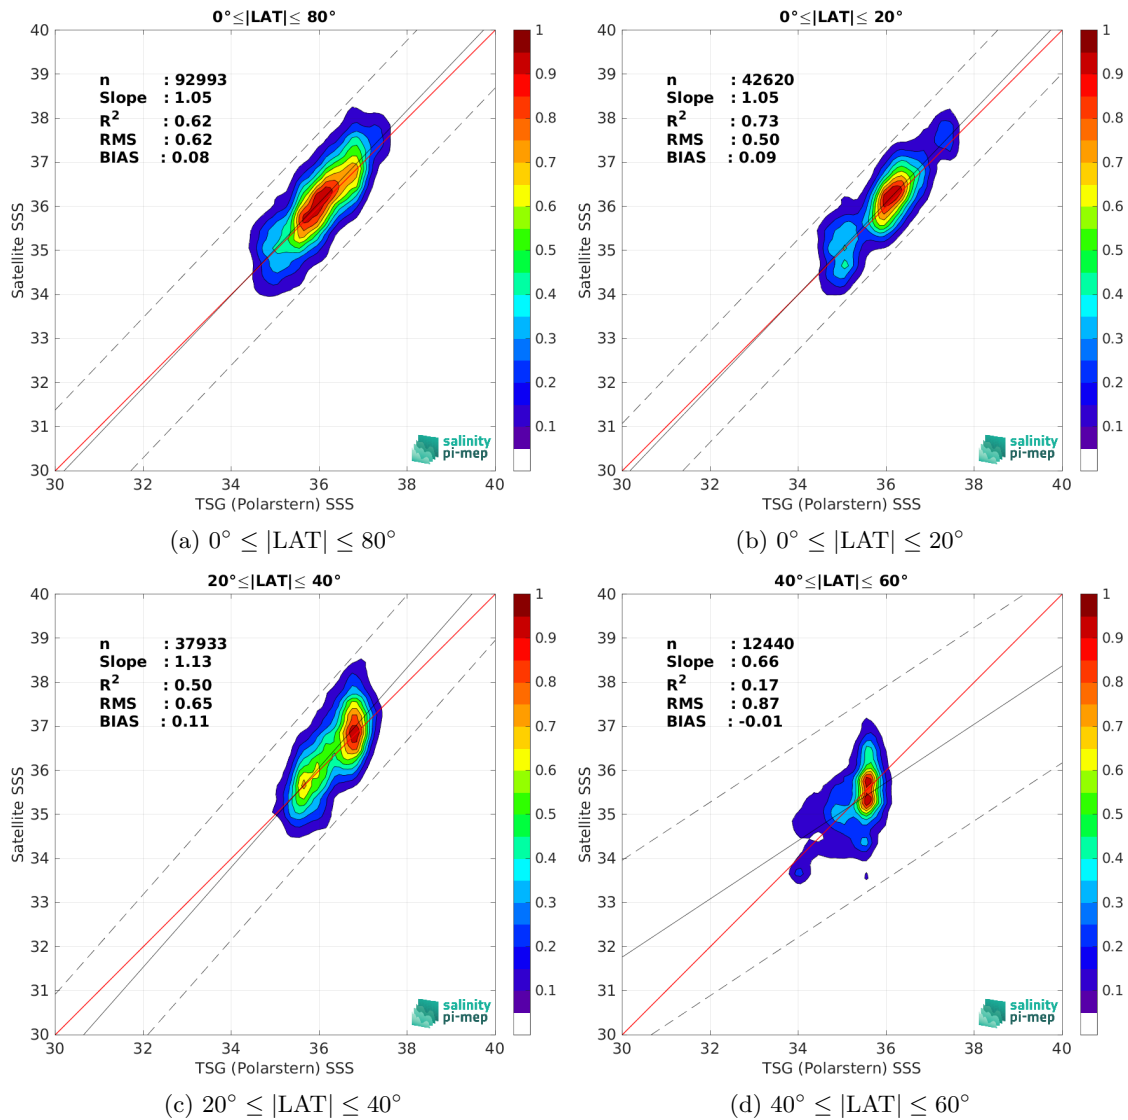 0°≤|LAT|≤ 80°
n : 92993
Slope : 1.05
R² : 0.62
RMS : 0.62
BIAS : 0.08
40
39
38
37
36
35
34
33
32
31
30
Satellite SSS
30 32 34 36 38 40
TSG (Polarstern) SSS
1
0.9
0.8
0.7
0.6
0.5
0.4
0.3
0.2
0.1
salinity
pi-mep
(a) 0° ≤ |LAT| ≤ 80°
0°≤|LAT|≤ 20°
n : 42620
Slope : 1.05
R² : 0.73
RMS : 0.50
BIAS : 0.09
40
39
38
37
36
35
34
33
32
31
30
Satellite SSS
30 32 34 36 38 40
TSG (Polarstern) SSS
1
0.9
0.8
0.7
0.6
0.5
0.4
0.3
0.2
0.1
salinity
pi-mep
(b) 0° ≤ |LAT| ≤ 20°
20°≤|LAT|≤ 40°
n : 37933
Slope : 1.13
R² : 0.50
RMS : 0.65
BIAS : 0.11
40
39
38
37
36
35
34
33
32
31
30
Satellite SSS
30 32 34 36 38 40
TSG (Polarstern) SSS
1
0.9
0.8
0.7
0.6
0.5
0.4
0.3
0.2
0.1
salinity
pi-mep
(c) 20° ≤ |LAT| ≤ 40°
40°≤|LAT|≤ 60°
n : 12440
Slope : 0.66
R² : 0.17
RMS : 0.87
BIAS : -0.01
40
39
38
37
36
35
34
33
32
31
30
Satellite SSS
30 32 34 36 38 40
TSG (Polarstern) SSS
1
0.9
0.8
0.7
0.6
0.5
0.4
0.3
0.2
0.1
salinity
pi-mep
(d) 40° ≤ |LAT| ≤ 60°